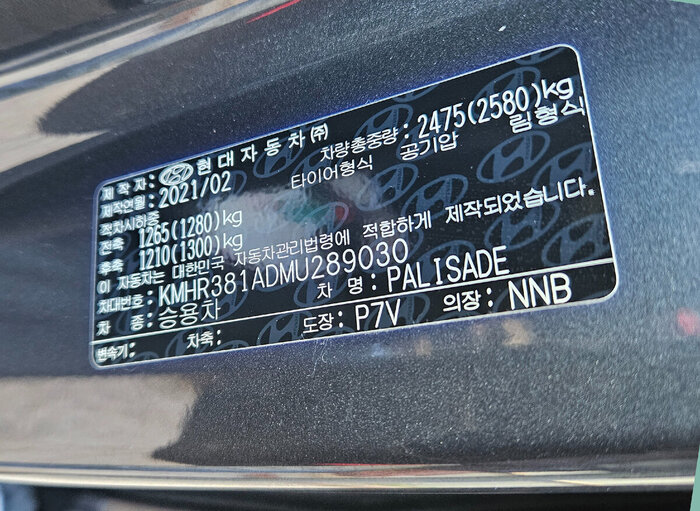 제작자: 현대자동차㈜ 차량총중량: 2475(2580)kg
제작연월: 2021/02 타이어형식 공기압 림형식
적차시하중
전축 1265(1280)kg
후축 1210(1300)kg
이 자동차는 대한민국 자동차관리법령에 적합하게 제작되었습니다.
차대번호: KMHR381ADMU289030
차 종: 승용차 차 명: PALISADE
변속기: 차축: 도장: P7V 의장: NNB